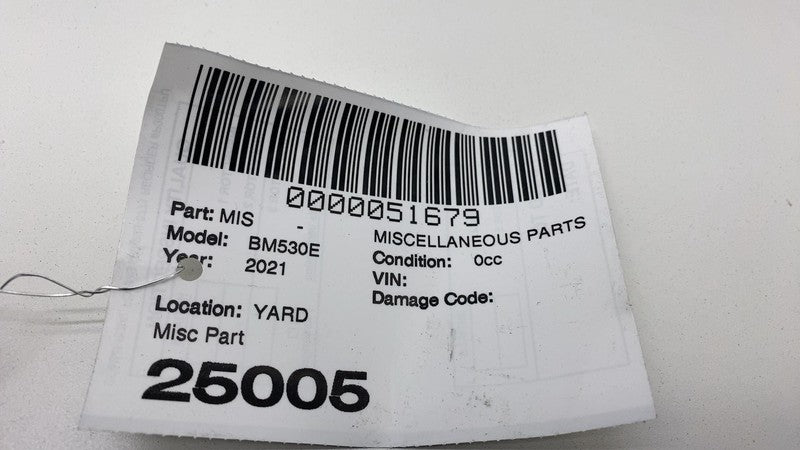 0000051679
Part: MIS -
MISCELLANEOUS PARTS
Model: BM530E
Condition: 0cc
Year: 2021
VIN:
Damage Code:
Location: YARD
Misc Part
25005